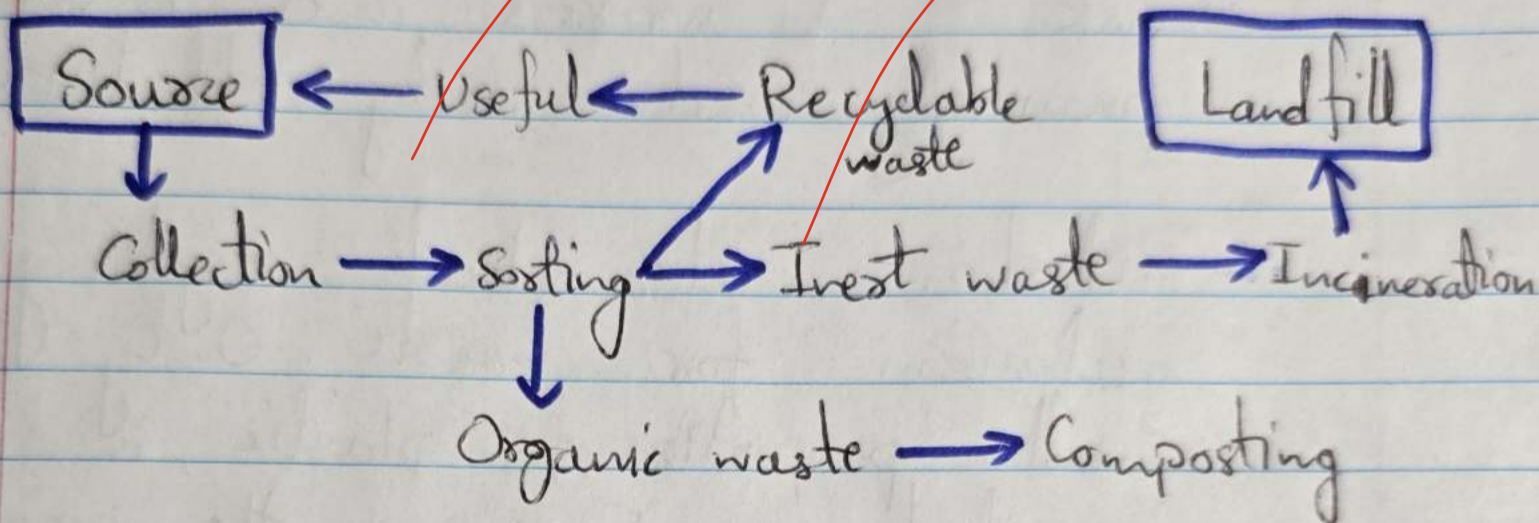 Source ← Useful ← Recyclable Landfill
waste
Collection → Sorting → Inert waste → Incineration
Organic waste → Composting